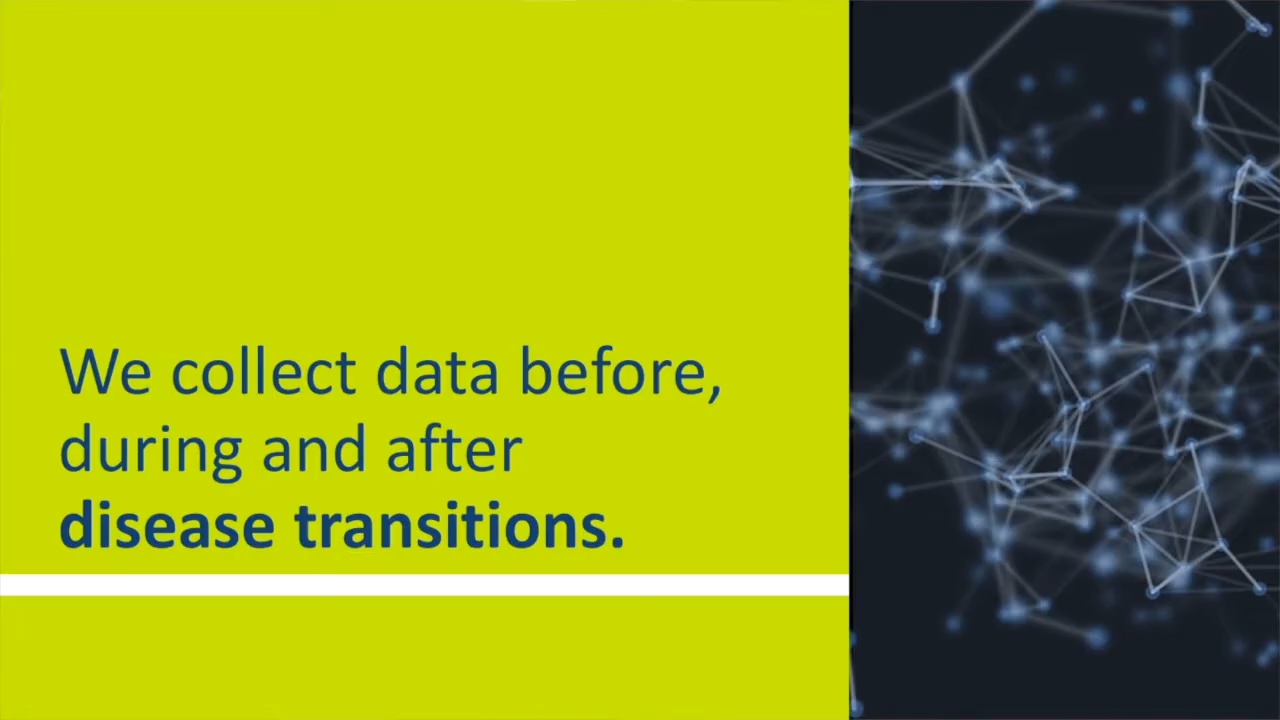 We collect data before,
during and after
disease transitions.